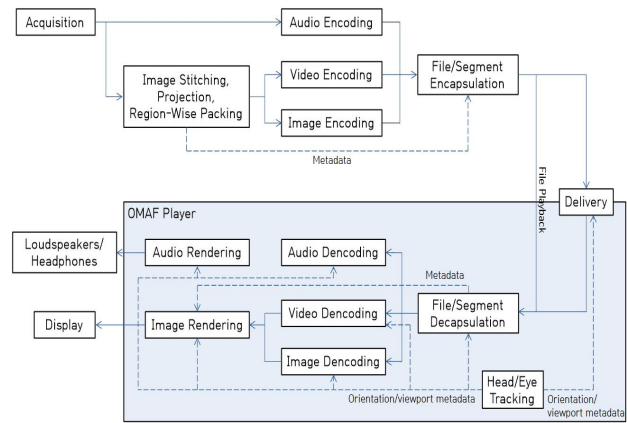 Acquisition
Audio Encoding
Image Stitching,
Projection,
Region-Wise Packing
Video Encoding
Image Encoding
File/Segment
Encapsulation
Metadata
File Playback
Delivery
OMAF Player
Loudspeakers/
Headphones
Audio Rendering
Audio Dencoding
Metadata
Display
Image Rendering
Video Dencoding
File/Segment
Decapsulation
Image Dencoding
Orientation/viewport metadata
Head/Eye
Tracking
Orientation/
viewport metadata